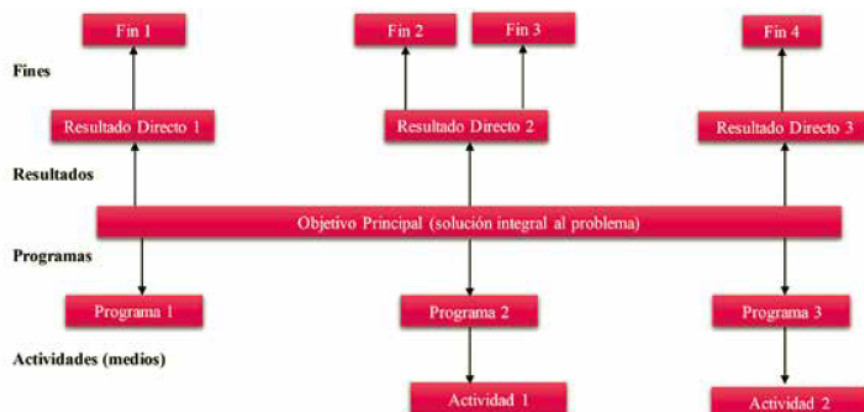 Fin 1
Fin 2
Fin 3
Fin 4
Fines
Resultado Directo 1
Resultado Directo 2
Resultado Directo 3
Resultados
Objetivo Principal (solución integral al problema)
Programas
Programa 1
Programa 2
Programa 3
Actividades (medios)
Actividad 1
Actividad 2